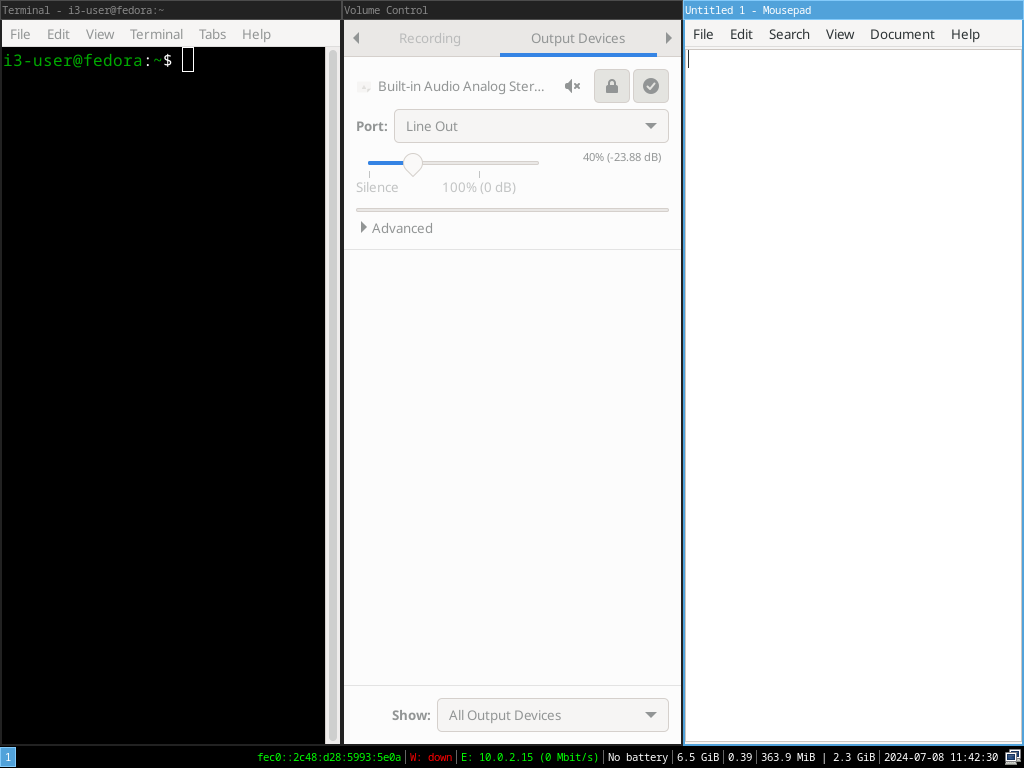 Terminal - i3-user@fedora:~
File Edit View Terminal Tabs Help
i3-user@fedora:~$
Volume Control
Recording Output Devices
Built-in Audio Analog Ster...
Port: Line Out
40% (-23.88 dB)
Silence 100% (0 dB)
Advanced
Show: All Output Devices
Untitled 1 - Mousepad
File Edit Search View Document Help
1 fec0::2c48:d28:5993:5e0a W: down E: 10.0.2.15 (0 Mbit/s) No battery 6.5 GiB 0.39 363.9 MiB | 2.3 GiB 2024-07-08 11:42:30